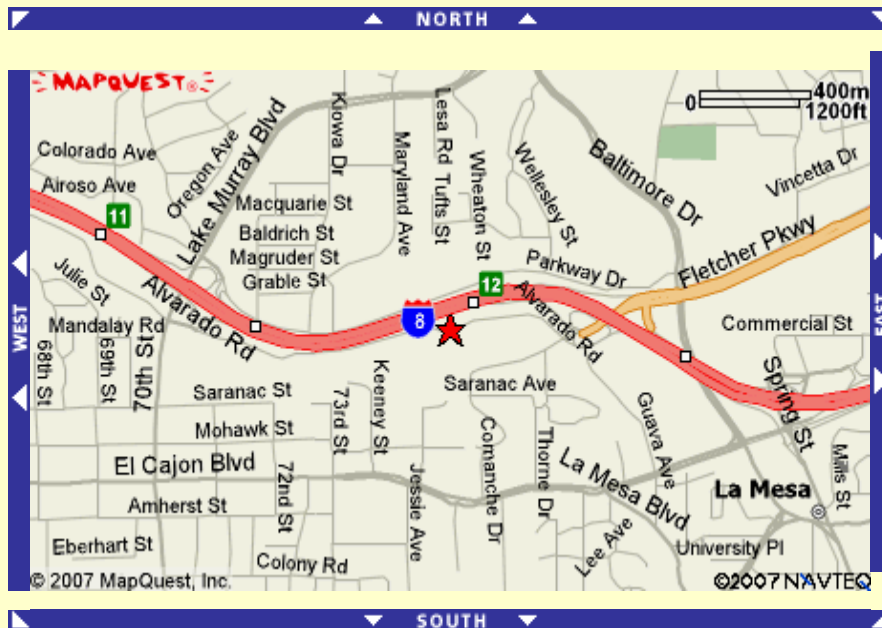 NORTH
MAPQUEST®
400m
0
1200ft
Lake Murray Blvd
Kiowa Dr
Lesa Rd
Tufts St
Maryland Ave
Wheaton St
Wellesley St
Baltimore Dr
Vincetta Dr
Colorado Ave
Oregon Ave
Airoso Ave
Macquarie St
11
Baldrich St
Magruder St
Grable St
Parkway Dr
Fletcher Pkwy
WEST
EAST
Julie St
Alvarado Rd
12
Alvarado Rd
8
Mandalay Rd
Commercial St
68th St
69th St
70th St
Saranac St
73rd St
Keeney St
Saranac Ave
Guava Ave
Spring St
Mohawk St
El Cajon Blvd
72nd St
Jessie Ave
Comanche Dr
Thorne Dr
La Mesa Blvd
La Mesa
Mills St
Amherst St
Eberhart St
Colony Rd
Lee Ave
University Pl
© 2007 MapQuest, Inc.
©2007 NAVTEQ
SOUTH